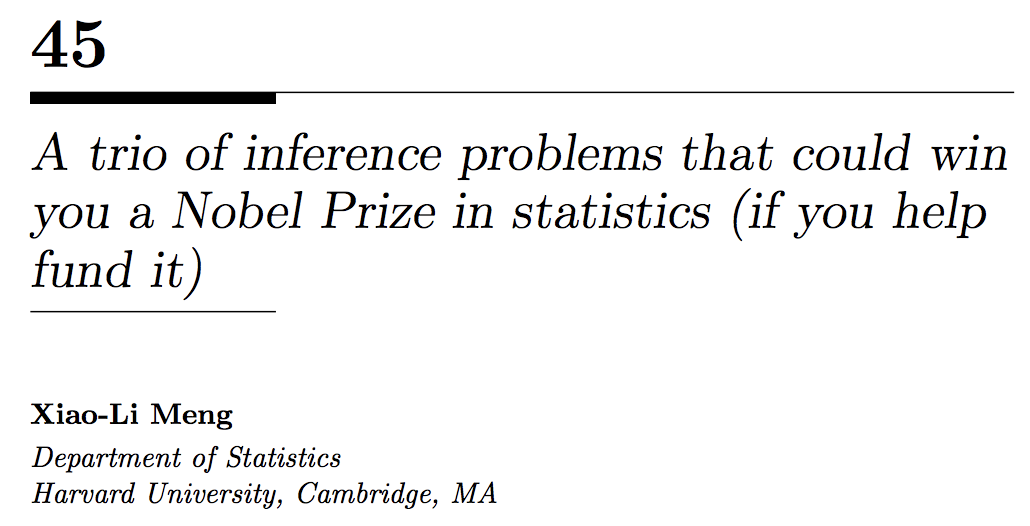 45
A trio of inference problems that could win
you a Nobel Prize in statistics (if you help
fund it)
Xiao-Li Meng
Department of Statistics
Harvard University, Cambridge, MA